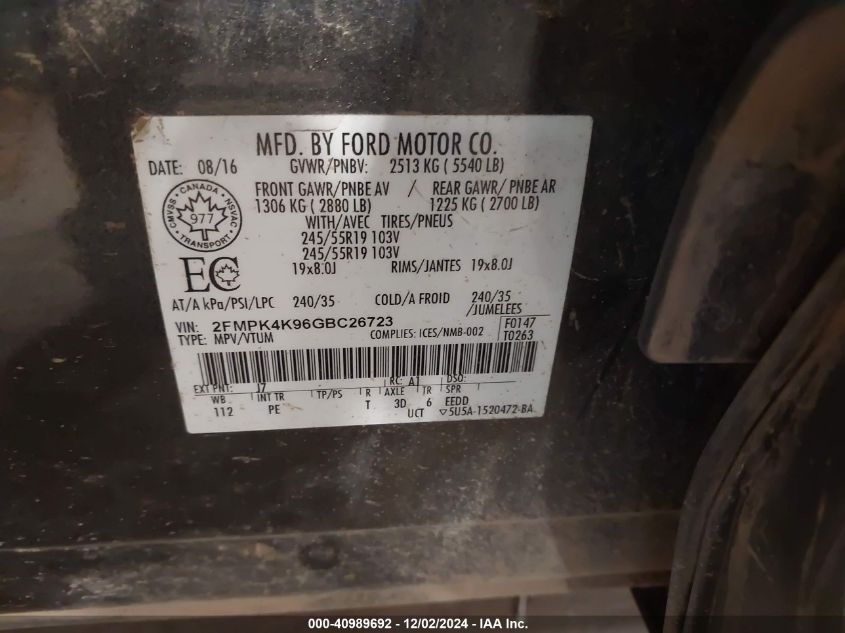 MFD. BY FORD MOTOR CO.
DATE: 08/16 GVWR/PNBV: 2513 KG ( 5540 LB)
FRONT GAWR/PNBE AV / REAR GAWR/ PNBE AR
1306 KG ( 2880 LB) 1225 KG ( 2700 LB)
WITH/AVEC TIRES/PNEUS
245/55R19 103V
245/55R19 103V
19x8.0J RIMS/JANTES 19x8.0J
CANADA
CMVSS NSVAC
977
TRANSPORT
EC
AT/A kPa/PSI/LPC 240/35 COLD/A FROID 240/35
/JUMELEES
VIN: 2FMPK4K96GBC26723
TYPE: MPV/VTUM COMPLIES: ICES/NMB-002
F0147
T0263
EXT PNT: J7 RC: A1 DSO:
WB INT TR TP/PS R AXLE TR SPR
112 PE T 3D 6 EEDD
UCT ▽5U5A-1520472-BA
000-40989692 - 12/02/2024 - IAA Inc.